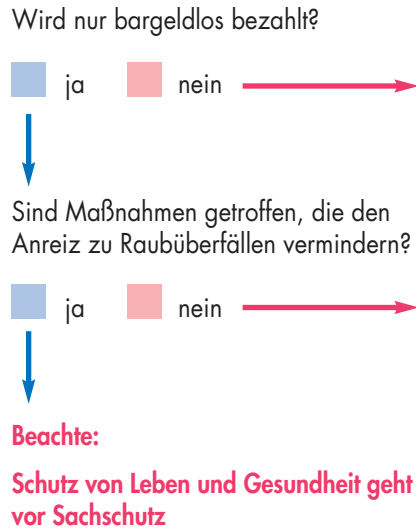 Wird nur bargeldlos bezahlt?
ja nein
Sind Maßnahmen getroffen, die den
Anreiz zu Raubüberfällen vermindern?
ja nein
Beachte:
Schutz von Leben und Gesundheit geht
vor Sachschutz